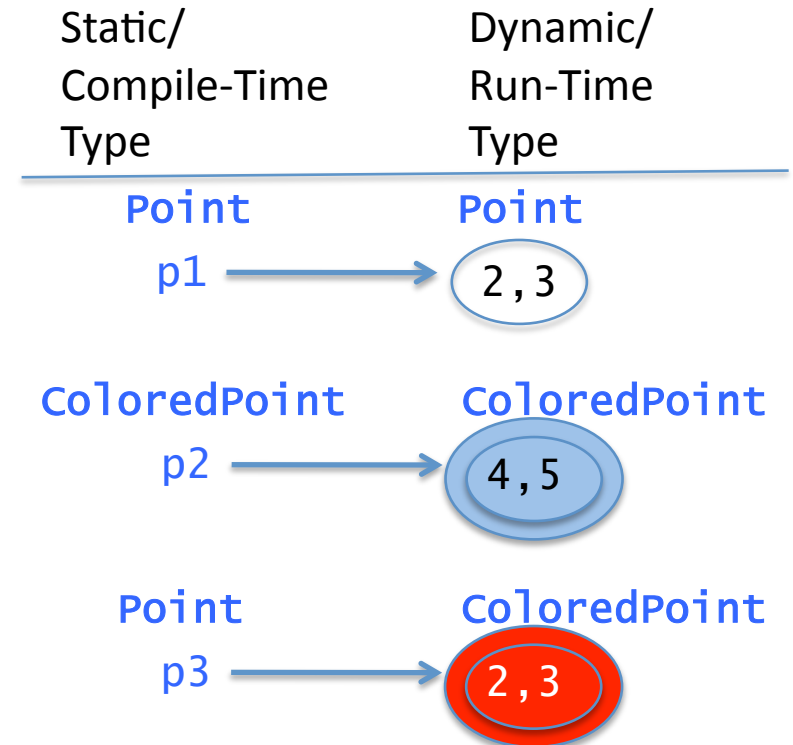 Static/
Compile-Time
Type
Dynamic/
Run-Time
Type
Point Point
p1 2,3
ColoredPoint ColoredPoint
p2 4,5
Point ColoredPoint
p3 2,3